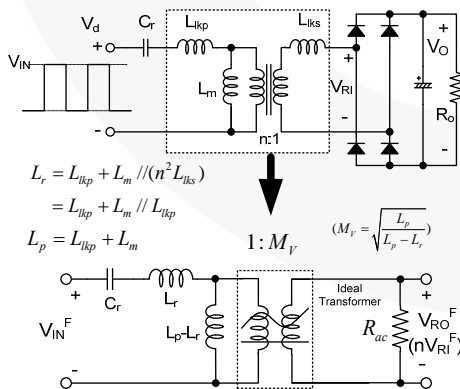 V_d
C_r
L_lkp
L_lks
+
+
+
V_IN
V_O
L_m
V_RI
R_o
-
-
-
n:1
L_r = L_lkp + L_m //(n^2 L_lks)
= L_lkp + L_m // L_lkp
L_p = L_lkp + L_m
1: M_V
(M_V = √(L_p / (L_p - L_r)))
Ideal
Transformer
+
C_r
L_r
+
V_IN^F
L_p-L_r
R_ac
V_RO^F
(nV_RI^F)
-
-